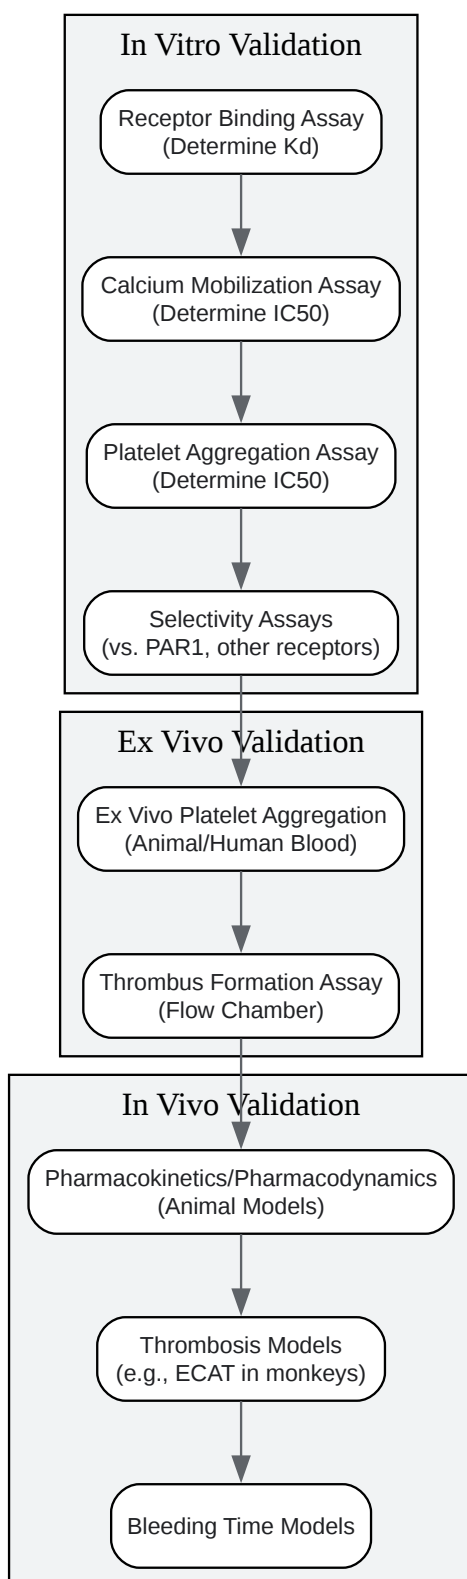 In Vitro Validation
Receptor Binding Assay
(Determine Kd)
Calcium Mobilization Assay
(Determine IC50)
Platelet Aggregation Assay
(Determine IC50)
Selectivity Assays
(vs. PAR1, other receptors)
Ex Vivo Validation
Ex Vivo Platelet Aggregation
(Animal/Human Blood)
Thrombus Formation Assay
(Flow Chamber)
In Vivo Validation
Pharmacokinetics/Pharmacodynamics
(Animal Models)
Thrombosis Models
(e.g., ECAT in monkeys)
Bleeding Time Models